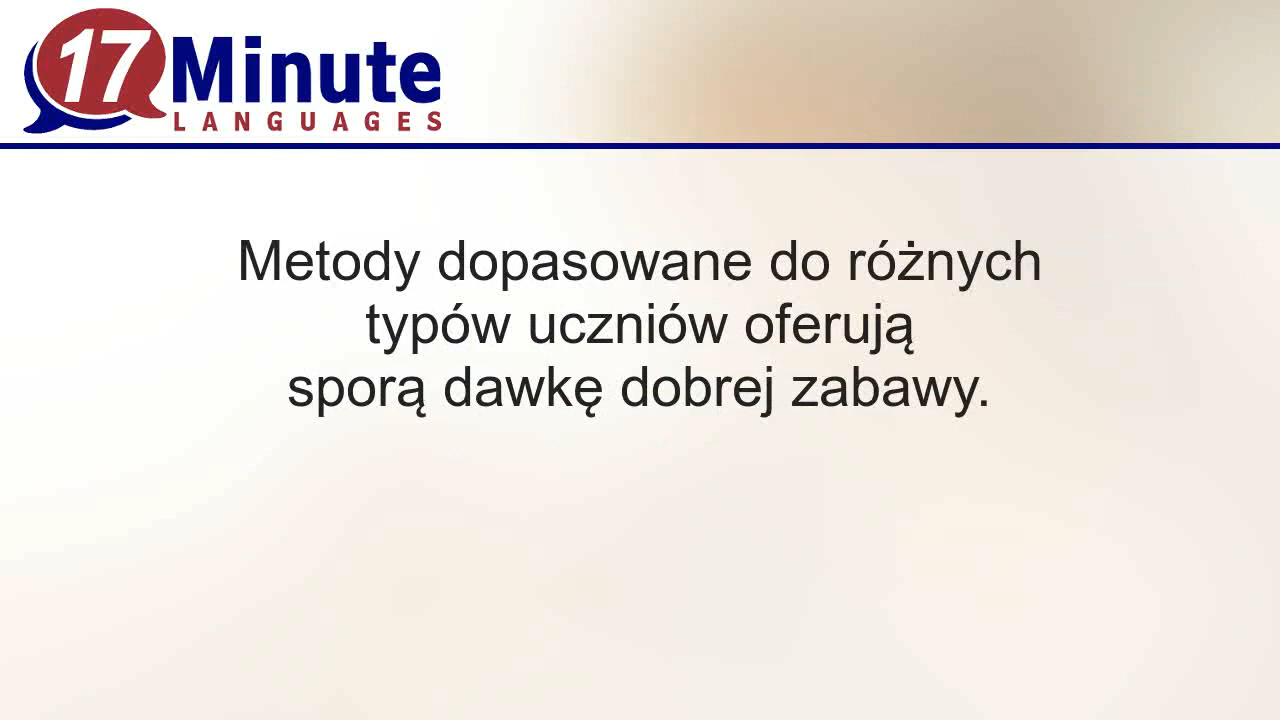 17 Minute
LANGUAGES
Metody dopasowane do różnych
typów uczniów oferują
sporą dawkę dobrej zabawy.